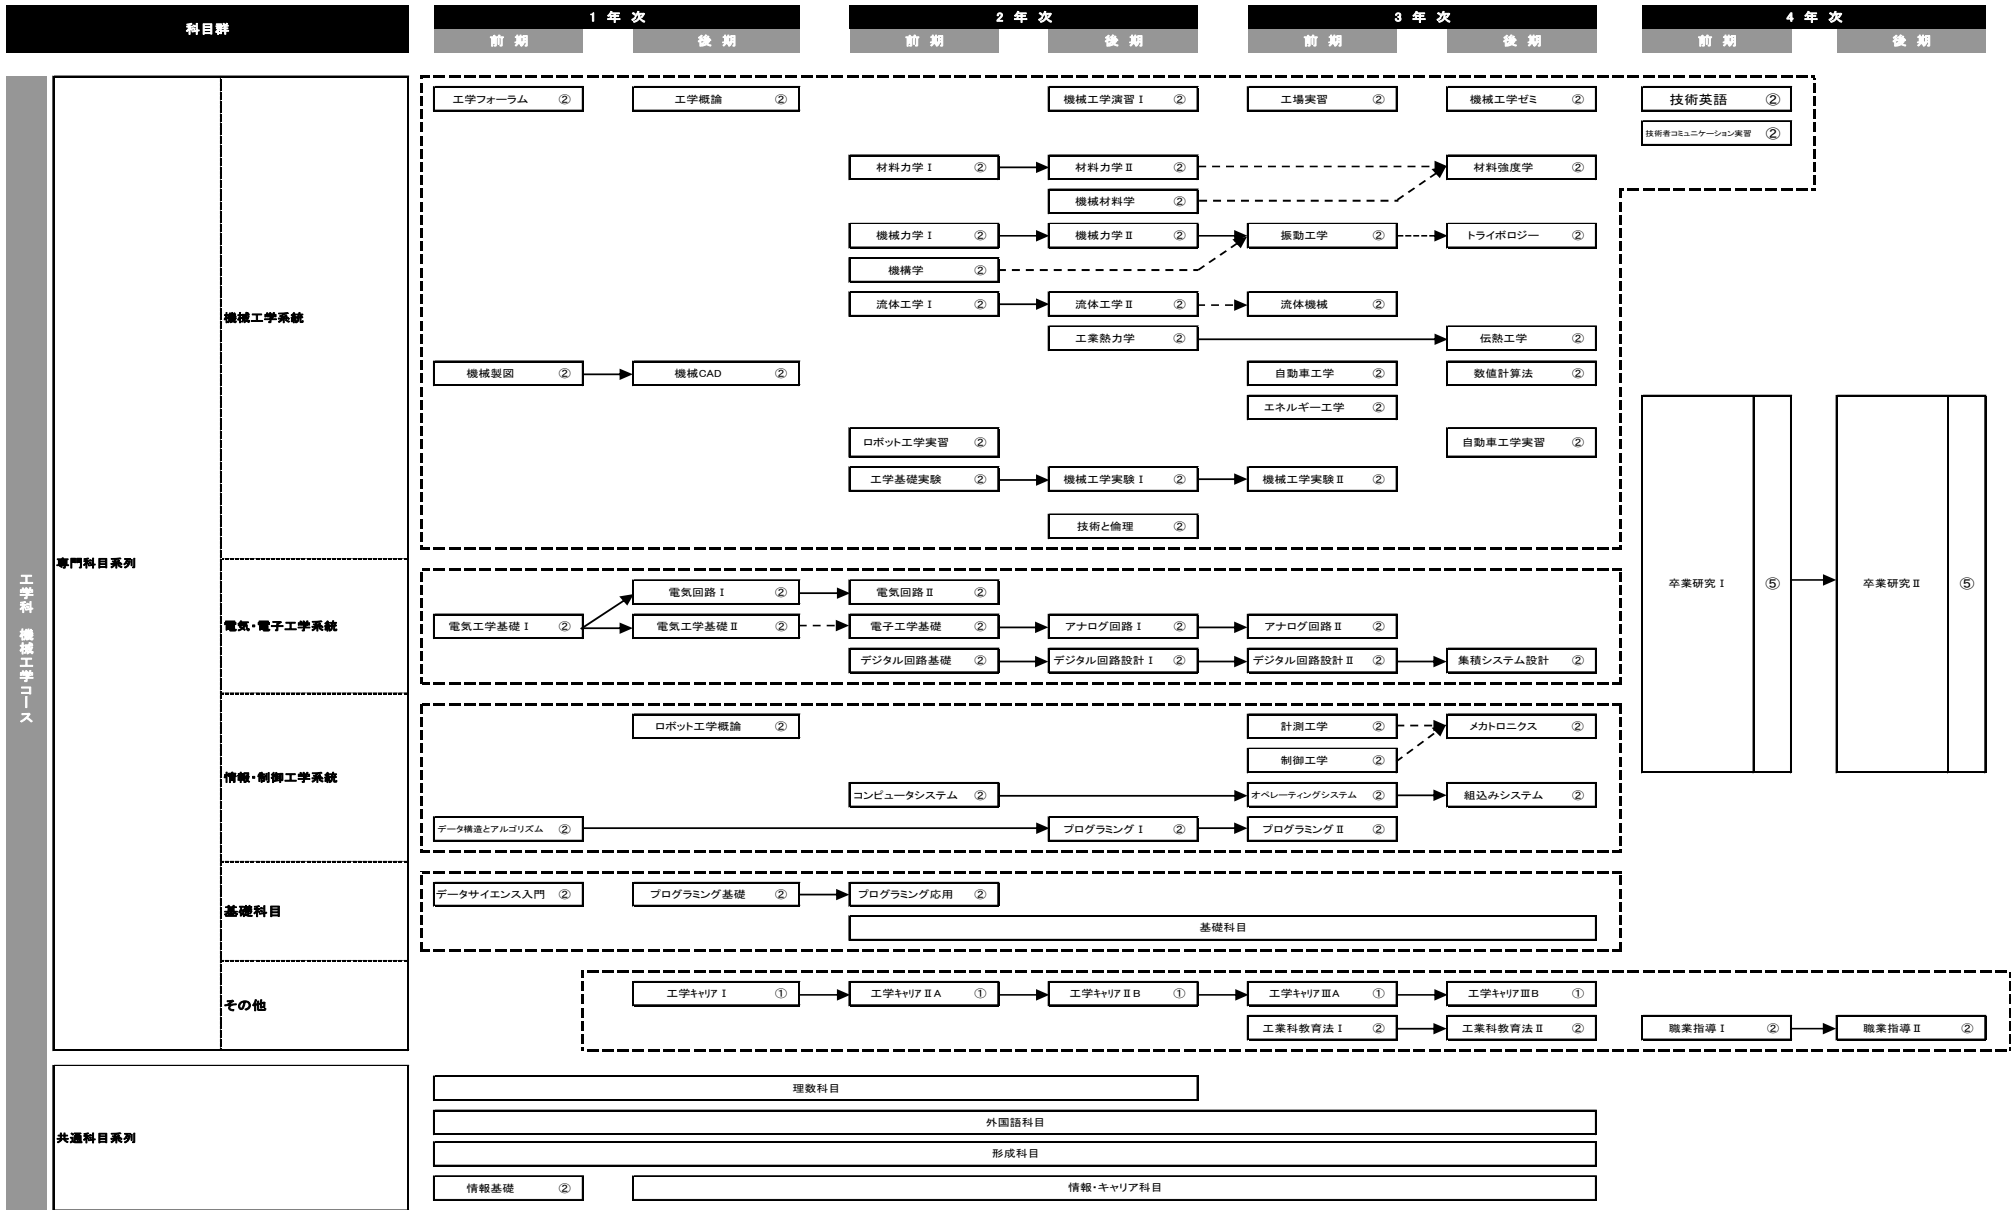 科目群
1 年 次
2 年 次
3 年 次
4 年 次
前 期
後 期
前 期
後 期
前 期
後 期
前 期
後 期
工学科 機械工学コース
専門科目系列
機械工学系統
工学フォーラム ②
工学概論 ②
機械工学演習Ⅰ ②
工場実習 ②
機械工学ゼミ ②
技術英語 ②
技術者コミュニケーション実習 ②
材料力学Ⅰ ②
材料力学Ⅱ ②
材料強度学 ②
機械材料学 ②
機械力学Ⅰ ②
機械力学Ⅱ ②
振動工学 ②
トライボロジー ②
機構学 ②
流体工学Ⅰ ②
流体工学Ⅱ ②
流体機械 ②
工業熱力学 ②
伝熱工学 ②
機械製図 ②
機械CAD ②
自動車工学 ②
数値計算法 ②
エネルギー工学 ②
ロボット工学実習 ②
自動車工学実習 ②
工学基礎実験 ②
機械工学実験Ⅰ ②
機械工学実験Ⅱ ②
技術と倫理 ②
卒業研究Ⅰ ⑤
卒業研究Ⅱ ⑤
電気・電子工学系統
電気回路Ⅰ ②
電気回路Ⅱ ②
電気工学基礎Ⅰ ②
電気工学基礎Ⅱ ②
電子工学基礎 ②
アナログ回路Ⅰ ②
アナログ回路Ⅱ ②
デジタル回路基礎 ②
デジタル回路設計Ⅰ ②
デジタル回路設計Ⅱ ②
集積システム設計 ②
情報・制御工学系統
ロボット工学概論 ②
計測工学 ②
メカトロニクス ②
制御工学 ②
コンピュータシステム ②
オペレーティングシステム ②
組込みシステム ②
データ構造とアルゴリズム ②
プログラミングⅠ ②
プログラミングⅡ ②
基礎科目
データサイエンス入門 ②
プログラミング基礎 ②
プログラミング応用 ②
基礎科目
その他
工学キャリアⅠ ①
工学キャリアⅡA ①
工学キャリアⅡB ①
工学キャリアⅢA ①
工学キャリアⅢB ①
工業科教育法Ⅰ ②
工業科教育法Ⅱ ②
職業指導Ⅰ ②
職業指導Ⅱ ②
共通科目系列
理数科目
外国語科目
形成科目
情報基礎 ②
情報・キャリア科目